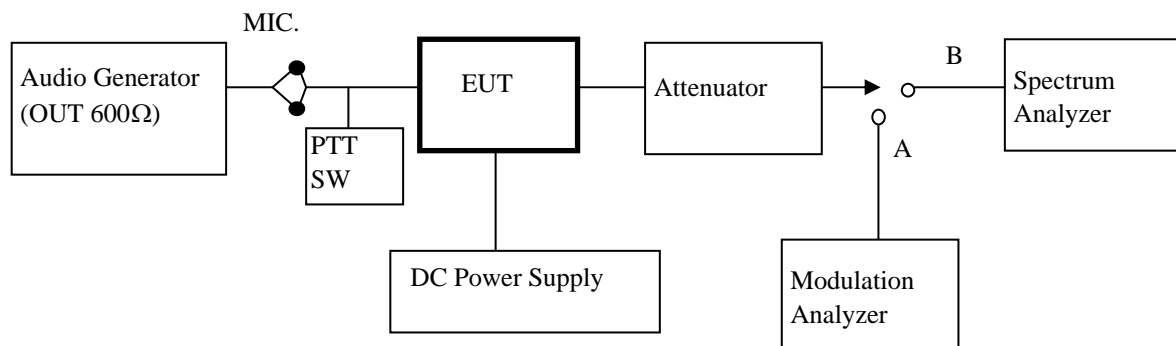 MIC.
Audio Generator
(OUT 600Ω)
EUT
Attenuator
B
Spectrum
Analyzer
PTT
SW
A
DC Power Supply
Modulation
Analyzer